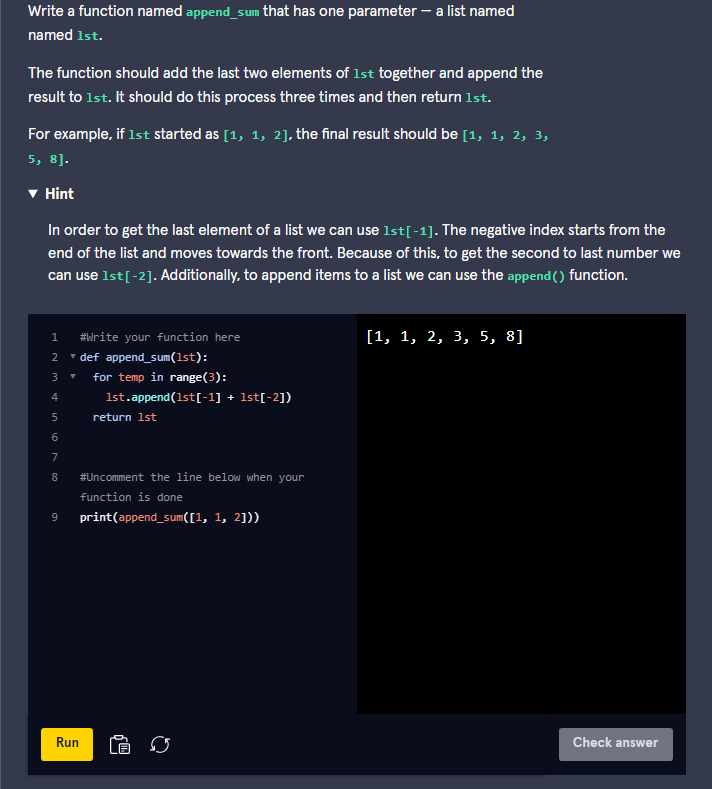 Write a function named append_sum that has one parameter — a list named
named lst.
The function should add the last two elements of lst together and append the
result to lst. It should do this process three times and then return lst.
For example, if lst started as [1, 1, 2], the final result should be [1, 1, 2, 3,
5, 8].
▼ Hint
In order to get the last element of a list we can use lst[-1]. The negative index starts from the
end of the list and moves towards the front. Because of this, to get the second to last number we
can use lst[-2]. Additionally, to append items to a list we can use the append() function.
1 #Write your function here
2 ▼ def append_sum(lst):
3 ▼ for temp in range(3):
4 lst.append(lst[-1] + lst[-2])
5 return lst
6
7
8 #Uncomment the line below when your
function is done
9 print(append_sum([1, 1, 2]))
[1, 1, 2, 3, 5, 8]
Run
Check answer